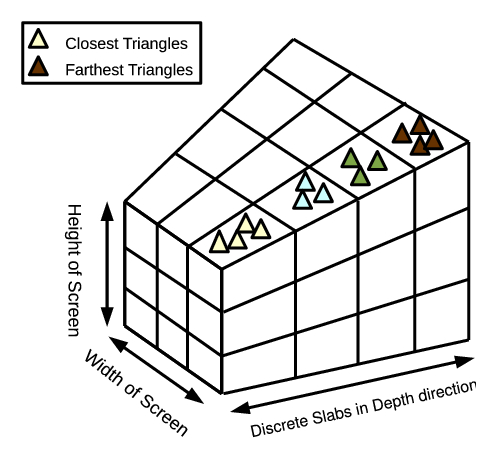 Closest Triangles
Farthest Triangles
Height of Screen
Width of Screen
Discrete Slabs in Depth direction